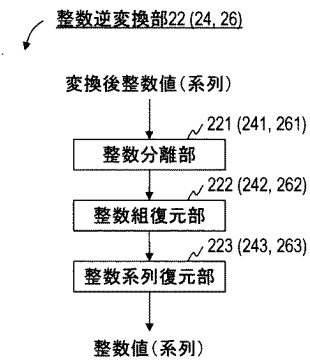 整数逆変換部22 (24, 26)
変換後整数値(系列)
221 (241, 261)
整数分離部
222 (242, 262)
整数組復元部
223 (243, 263)
整数系列復元部
整数値(系列)